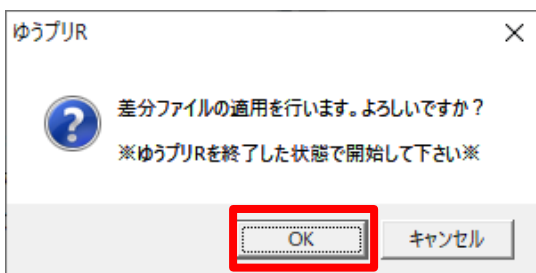 ゆうプリR
差分ファイルの適用を行います。よろしいですか？
※ゆうプリRを終了した状態で開始して下さい※
OK
キャンセル